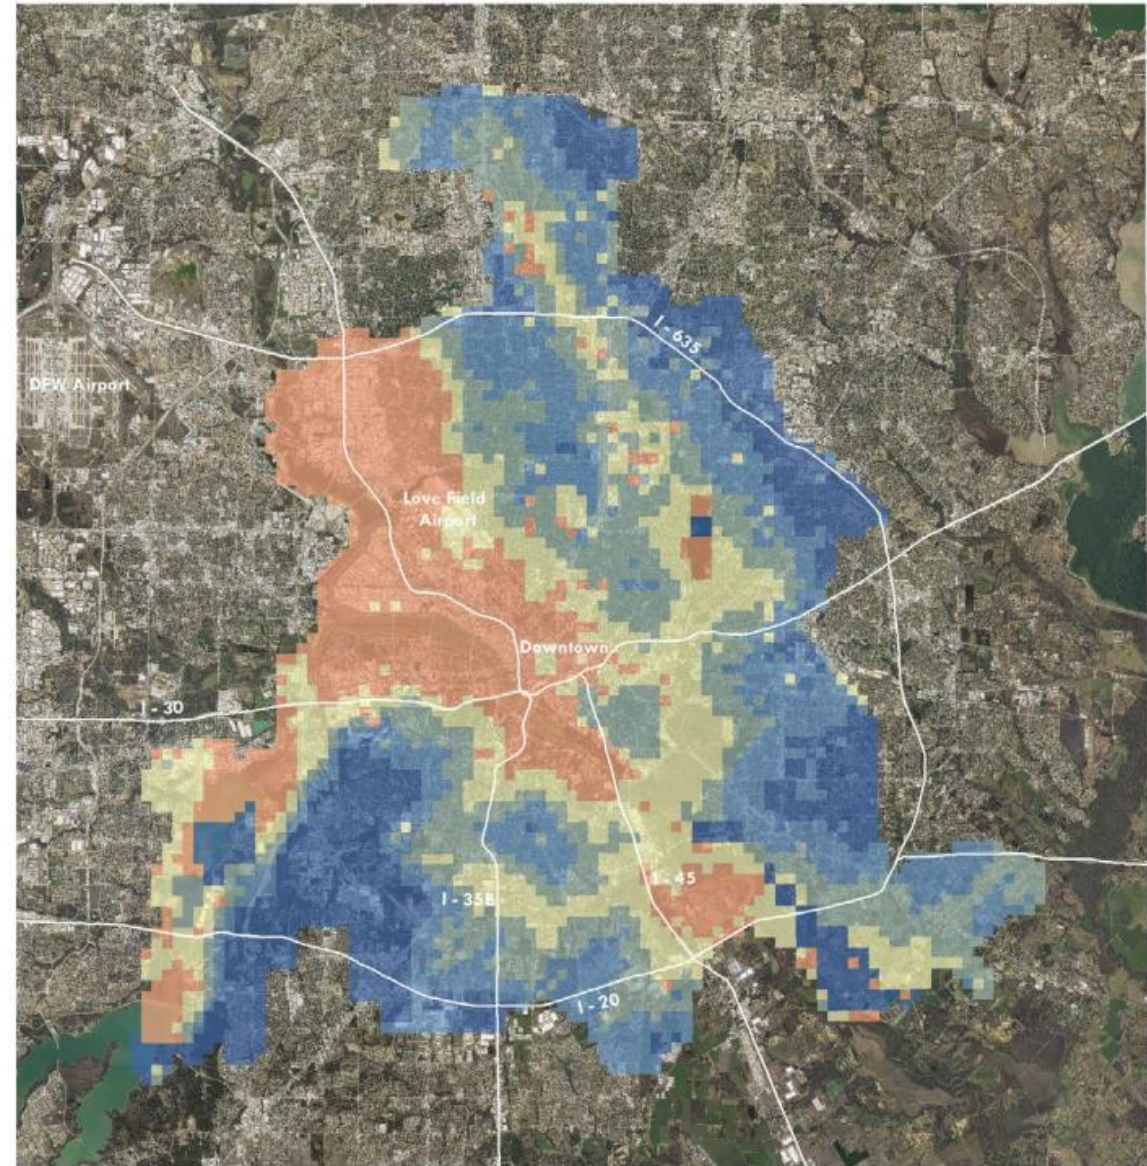 I - 635
DFW Airport
Love Field
Airport
Downtown
I - 30
I - 45
I - 35E
I - 20